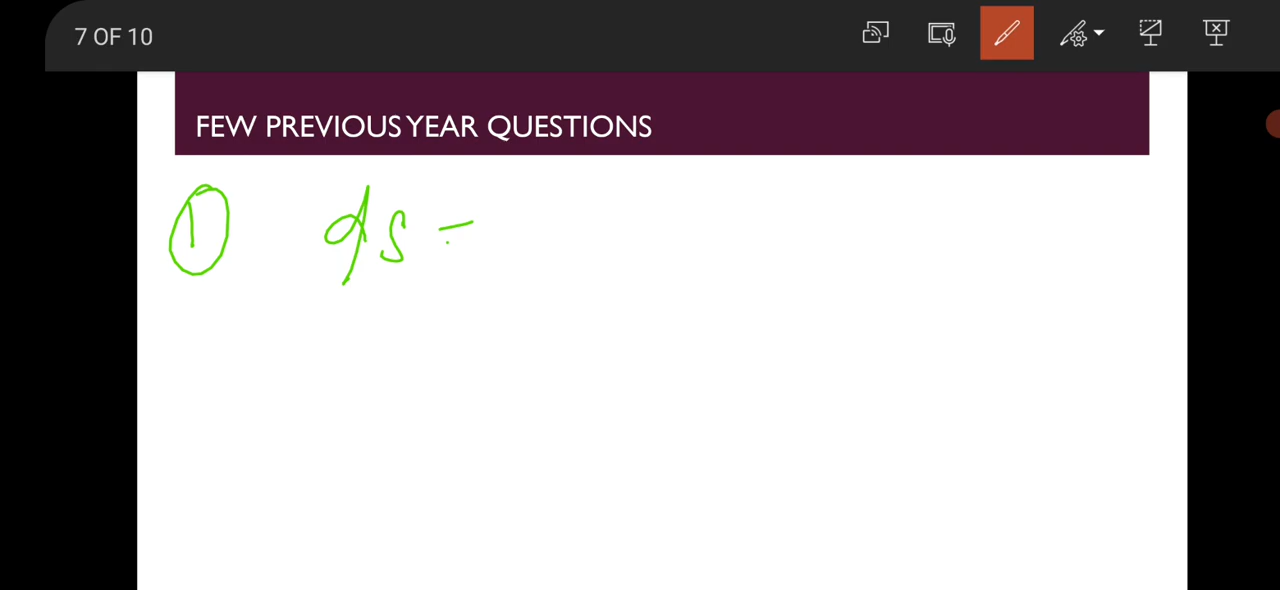 7 OF 10
FEW PREVIOUS YEAR QUESTIONS
① ds -